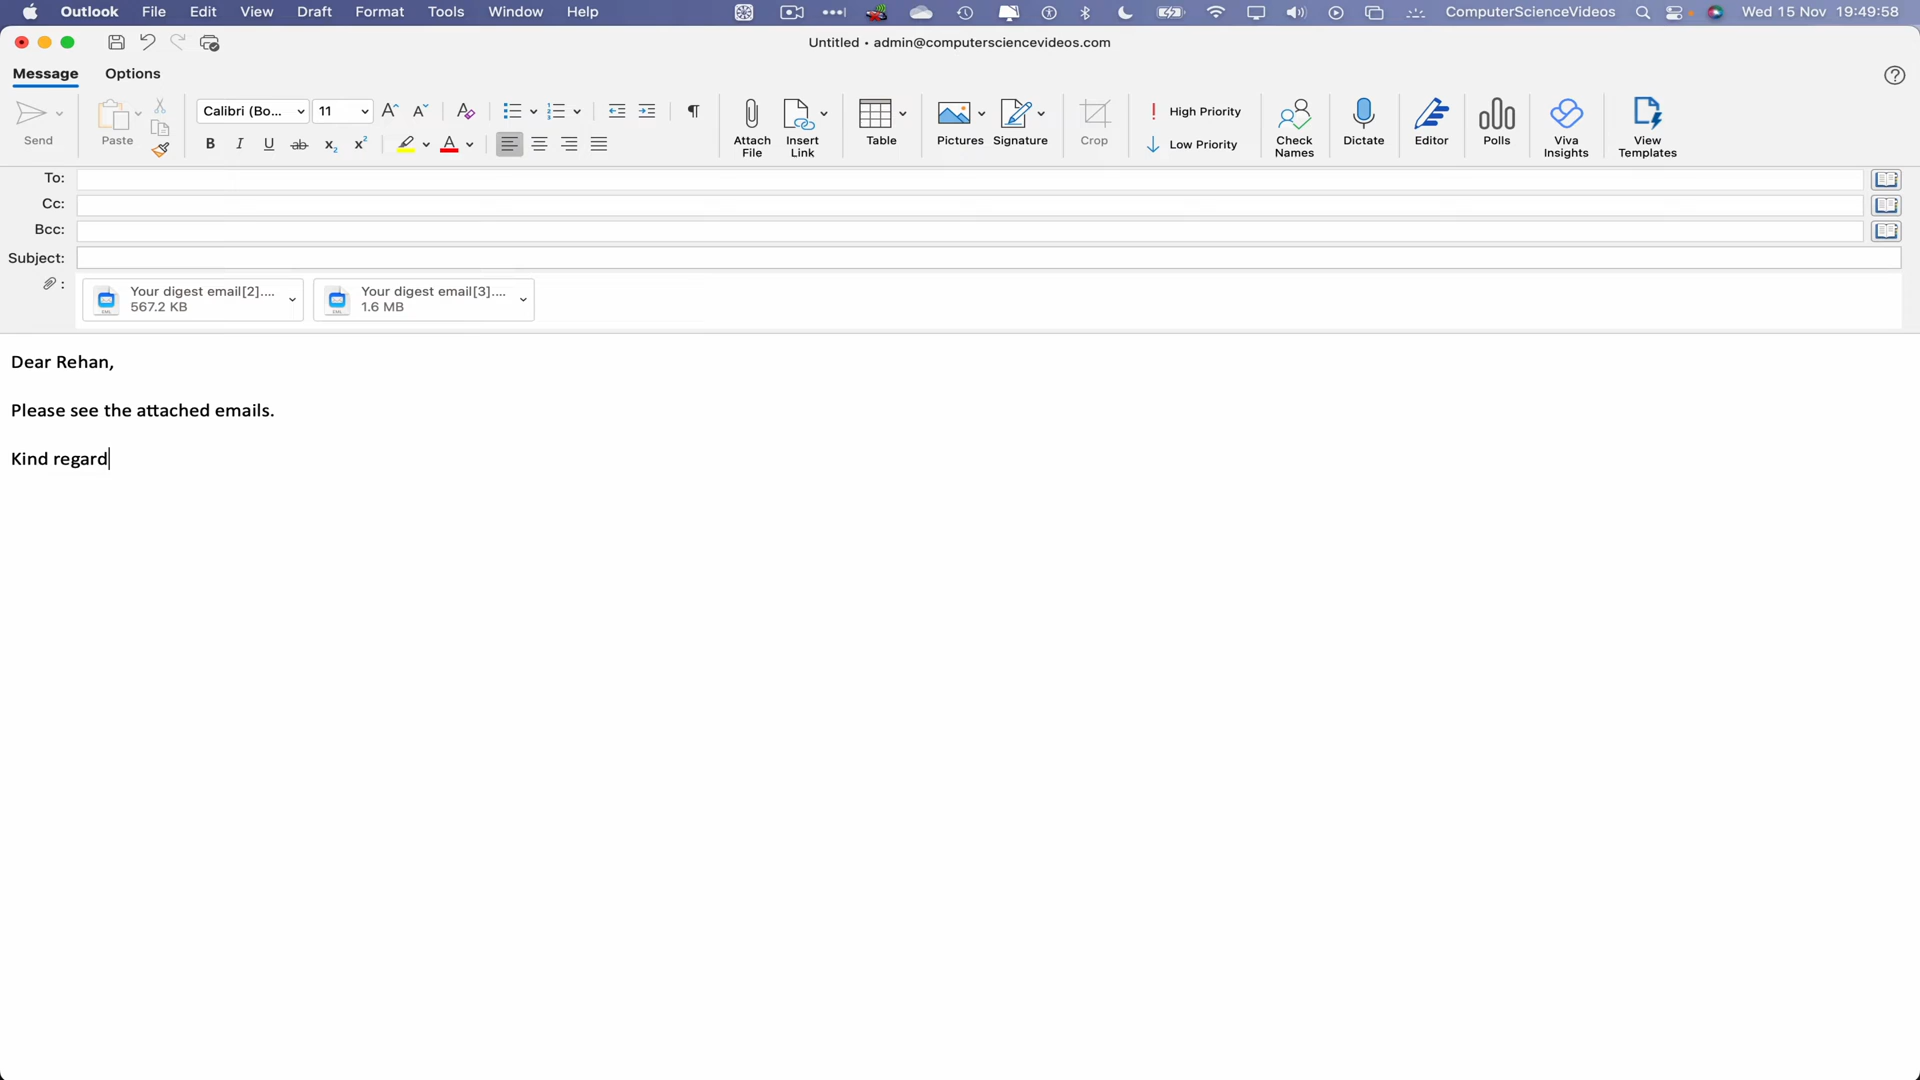 Outlook File Edit View Draft Format Tools Window Help ComputerScienceVideos Wed 15 Nov 19:49:58
Untitled • admin@computersciencevideos.com
Message Options
Calibri (Bo... 11
High Priority
Low Priority
Send Paste Attach File Insert Link Table Pictures Signature Crop Check Names Dictate Editor Polls Viva Insights View Templates
To:
Cc:
Bcc:
Subject:
Your digest email[2].... Your digest email[3]....
567.2 KB 1.6 MB
Dear Rehan,
Please see the attached emails.
Kind regard